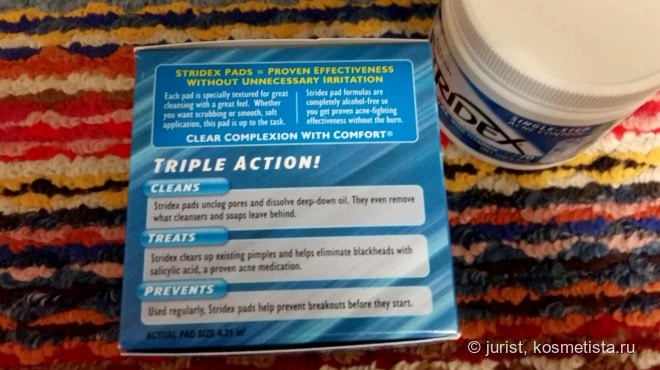 STRIDEX PADS = PROVEN EFFECTIVENESS
WITHOUT UNNECESSARY IRRITATION
Each pad is specially textured for great
cleansing with a great feel. Whether
you want scrubbing or smooth, soft
application, this pad is up to the task.
Stridex pad formulas are
completely alcohol-free so
you get proven acne-fighting
effectiveness without the burn.
CLEAR COMPLEXION WITH COMFORT®
TRIPLE ACTION!
CLEANS
Stridex pads unclog pores and dissolve deep-down oil. They even remove
what cleansers and soaps leave behind.
TREATS
Stridex clears up existing pimples and helps eliminate blackheads with
salicylic acid, a proven acne medication.
PREVENTS
Used regularly, Stridex pads help prevent breakouts before they start.
ACTUAL PAD SIZE 4.21 in²
RIDEX
SINGLE-STEP
© jurist, kosmetista.ru